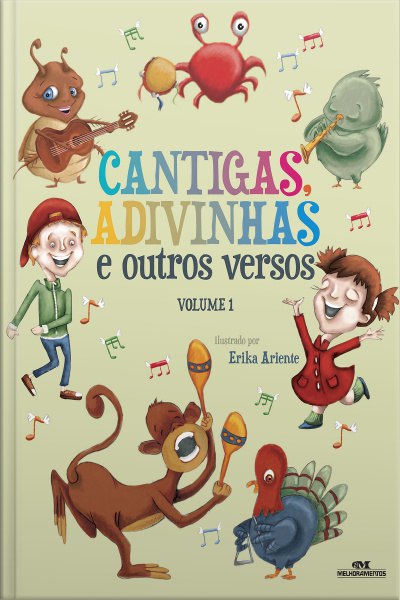 CANTIGAS,
ADIVINHAS
e outros versos
VOLUME 1
ilustrado por
Erika Ariente
MELHORAMENTOS